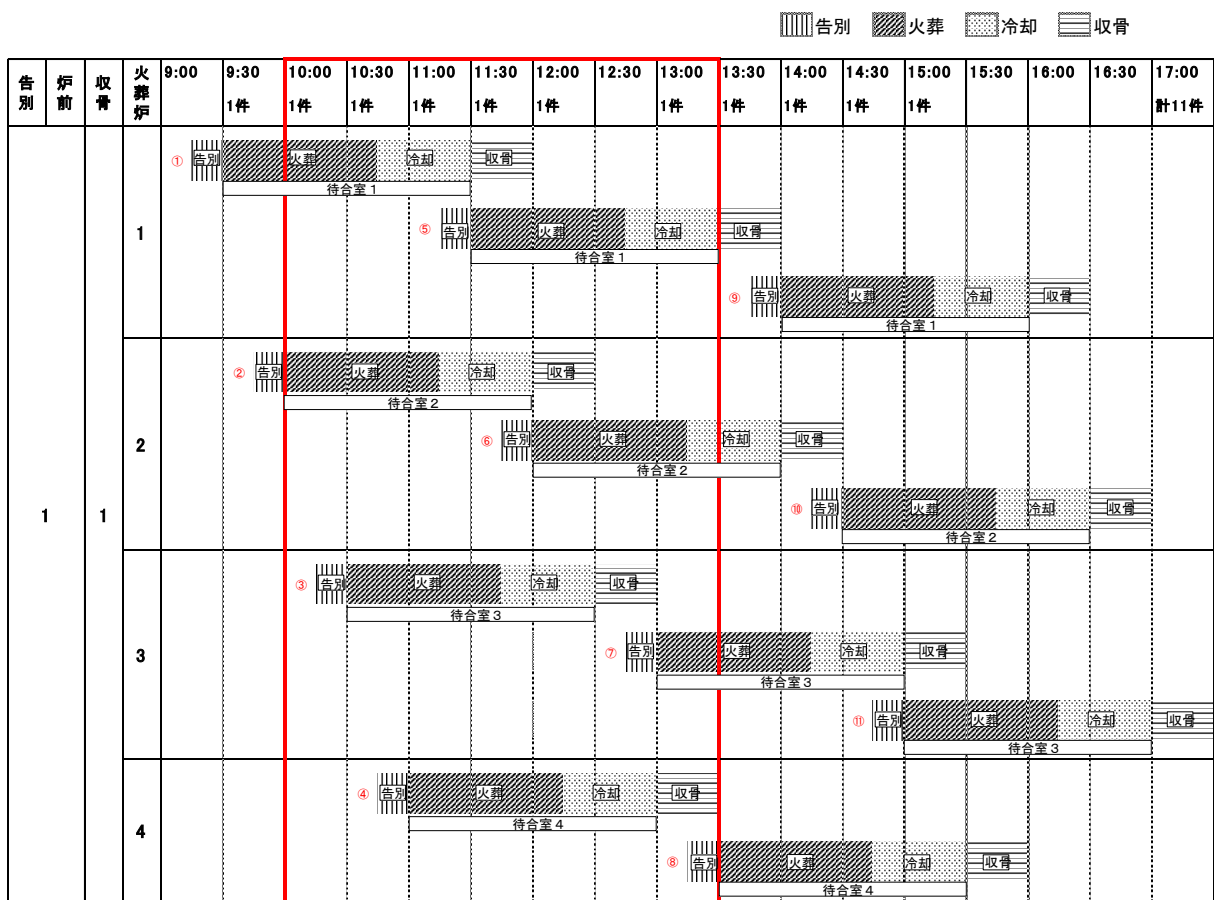 告別 火葬 冷却 収骨
告別 炉前 収骨 火葬炉 9:00 9:30 10:00 10:30 11:00 11:30 12:00 12:30 13:00 13:30 14:00 14:30 15:00 15:30 16:00 16:30 17:00
1件 1件 1件 1件 1件 1件 1件 1件 1件 1件 1件 計11件
① 告別 火葬 冷却 収骨
待合室1
1
⑤ 告別 火葬 冷却 収骨
待合室1
⑨ 告別 火葬 冷却 収骨
待合室1
② 告別 火葬 冷却 収骨
待合室2
2
⑥ 告別 火葬 冷却 収骨
待合室2
1 1
⑩ 告別 火葬 冷却 収骨
待合室2
③ 告別 火葬 冷却 収骨
待合室3
3
⑦ 告別 火葬 冷却 収骨
待合室3
⑪ 告別 火葬 冷却 収骨
待合室3
④ 告別 火葬 冷却 収骨
待合室4
4
⑧ 告別 火葬 冷却 収骨
待合室4